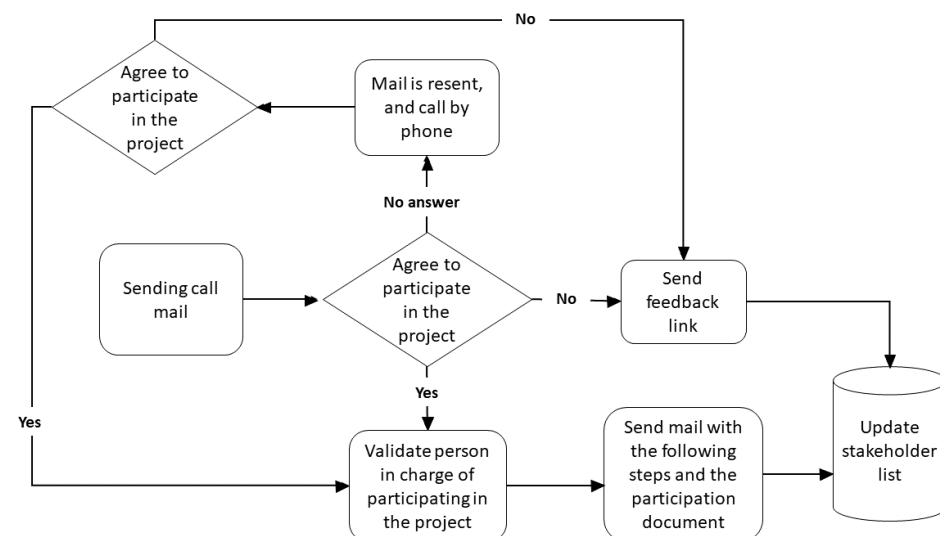 No
Agree to
participate
in the
project
Mail is resent,
and call by
phone
No answer
Sending call
mail
Agree to
participate
in the
project
No
Send
feedback
link
Yes
Yes
Validate person
in charge of
participating in
the project
Send mail with
the following
steps and the
participation
document
Update
stakeholder
list